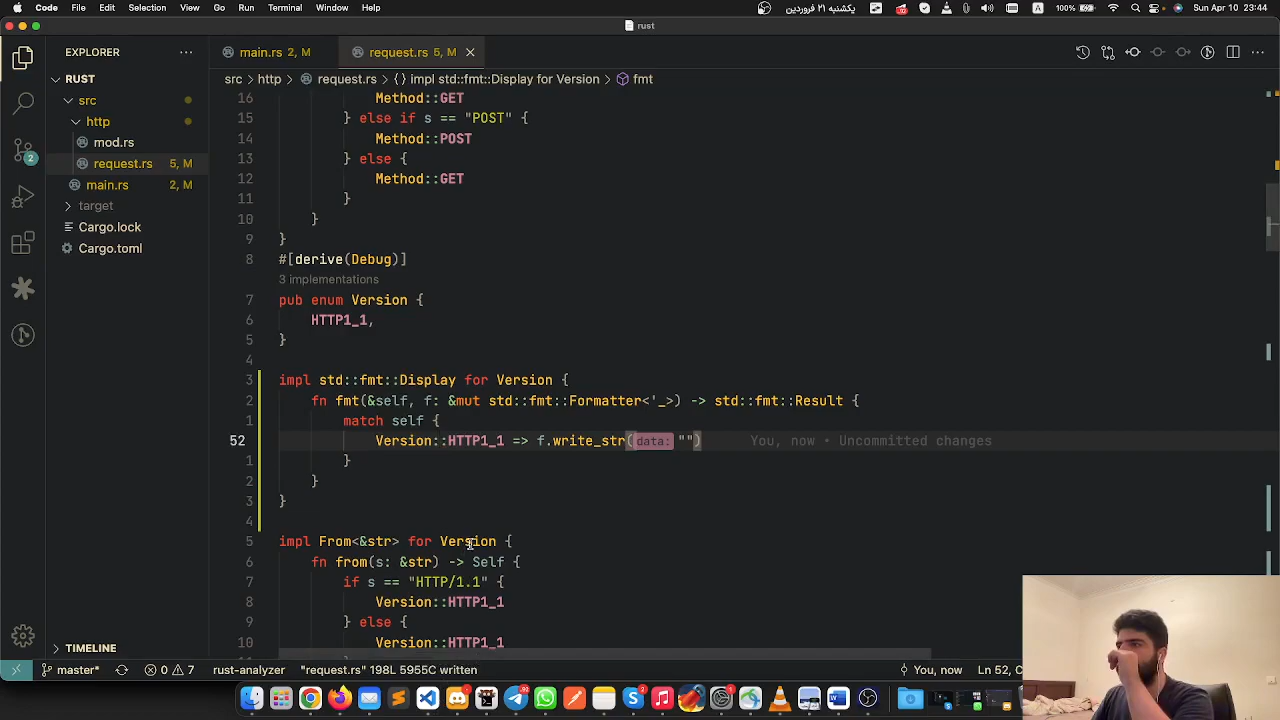 Code File Edit Selection View Go Run Terminal Window Help یکشنبه ۲۱ فروردین 100% Sun Apr 10 23:44
rust
EXPLORER
main.rs 2, M request.rs 5, M
RUST
src
http
mod.rs
request.rs 5, M
main.rs 2, M
target
Cargo.lock
Cargo.toml
src > http > request.rs > {} impl std::fmt::Display for Version > fmt
16 Method::GET
15 } else if s == "POST" {
14 Method::POST
13 } else {
12 Method::GET
11 }
10 }
9 }
8 #[derive(Debug)]
3 implementations
7 pub enum Version {
6 HTTP1_1,
5 }
4
3 impl std::fmt::Display for Version {
2 fn fmt(&self, f: &mut std::fmt::Formatter<'_>) -> std::fmt::Result {
1 match self {
52 Version::HTTP1_1 => f.write_str(data: "") You, now • Uncommitted changes
1 }
2 }
3 }
4
5 impl From<&str> for Version {
6 fn from(s: &str) -> Self {
7 if s == "HTTP/1.1" {
8 Version::HTTP1_1
9 } else {
10 Version::HTTP1_1
TIMELINE
master* 0 7 rust-analyzer "request.rs" 198L 5955C written You, now Ln 52, C